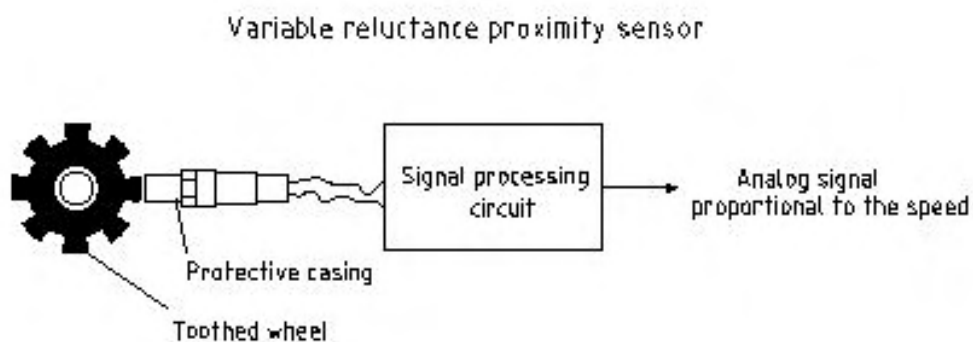 Variable reluctance proximity sensor
Signal processing
circuit
Analog signal
proportional to the speed
Protective casing
Toothed wheel